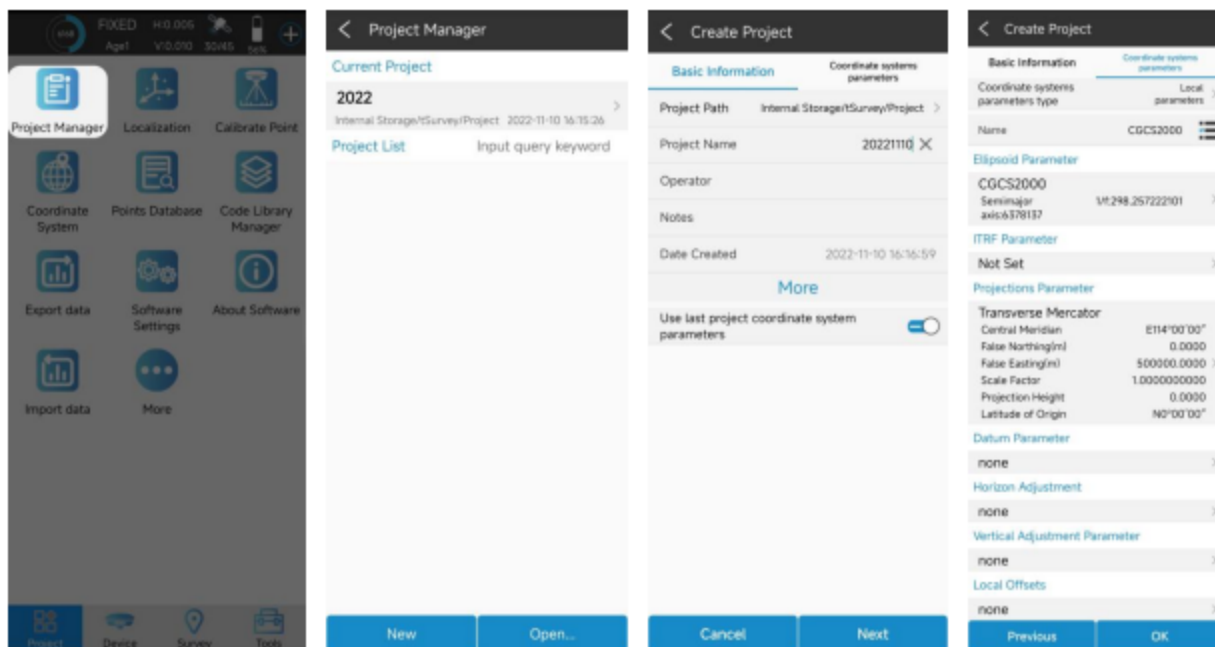 FIXED H:0.005
Age1 V:0.010 30/45 56%
Project Manager Localization Calibrate Point
Coordinate System Points Database Code Library Manager
Export data Software Settings About Software
Import data More
Project Device Survey Tools
Project Manager
Current Project
2022
Internal Storage/tSurvey/Project 2022-11-10 16:15:26
Project List Input query keyword
New Open...
Create Project
Basic Information Coordinate systems parameters
Project Path Internal Storage/tSurvey/Project
Project Name 20221110
Operator
Notes
Date Created 2022-11-10 16:16:59
More
Use last project coordinate system
parameters
Cancel Next
Create Project
Basic Information Coordinate systems parameters
Coordinate systems parameters type Local parameters
Name CGCS2000
Ellipsoid Parameter
CGCS2000
Semimajor axis:6378137 1/f:298.257222101
ITRF Parameter
Not Set
Projections Parameter
Transverse Mercator
Central Meridian E114°00'00"
False Northing(m) 0.0000
False Easting(m) 500000.0000
Scale Factor 1.0000000000
Projection Height 0.0000
Latitude of Origin N0°00'00"
Datum Parameter
none
Horizon Adjustment
none
Vertical Adjustment Parameter
none
Local Offsets
none
Previous OK